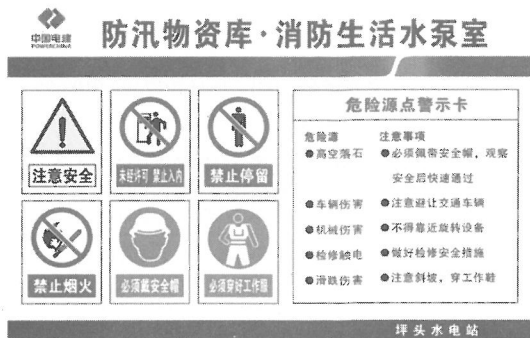 中国电建
POWERCHINA
防汛物资库·消防生活水泵室
注意安全
未经许可 禁止入内
禁止停留
禁止烟火
必须戴安全帽
必须穿好工作服
危险源点警示卡
危险源 注意事项
●高空落石 ●必须佩带安全帽，观察
安全后快速通过
●车辆伤害 ●注意避让交通车辆
●机械伤害 ●不得靠近旋转设备
●检修触电 ●做好检修安全措施
●滑跌伤害 ●注意斜坡，穿工作鞋
坪头水电站